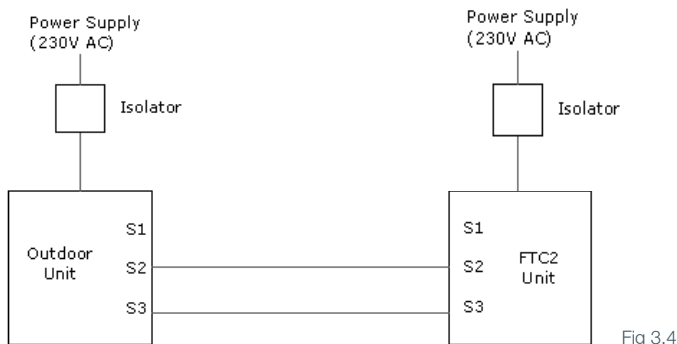 Power Supply
(230V AC)
Power Supply
(230V AC)
Isolator
Isolator
S1
S1
Outdoor
Unit
S2
S2
FTC2
Unit
S3
S3
Fig 3.4